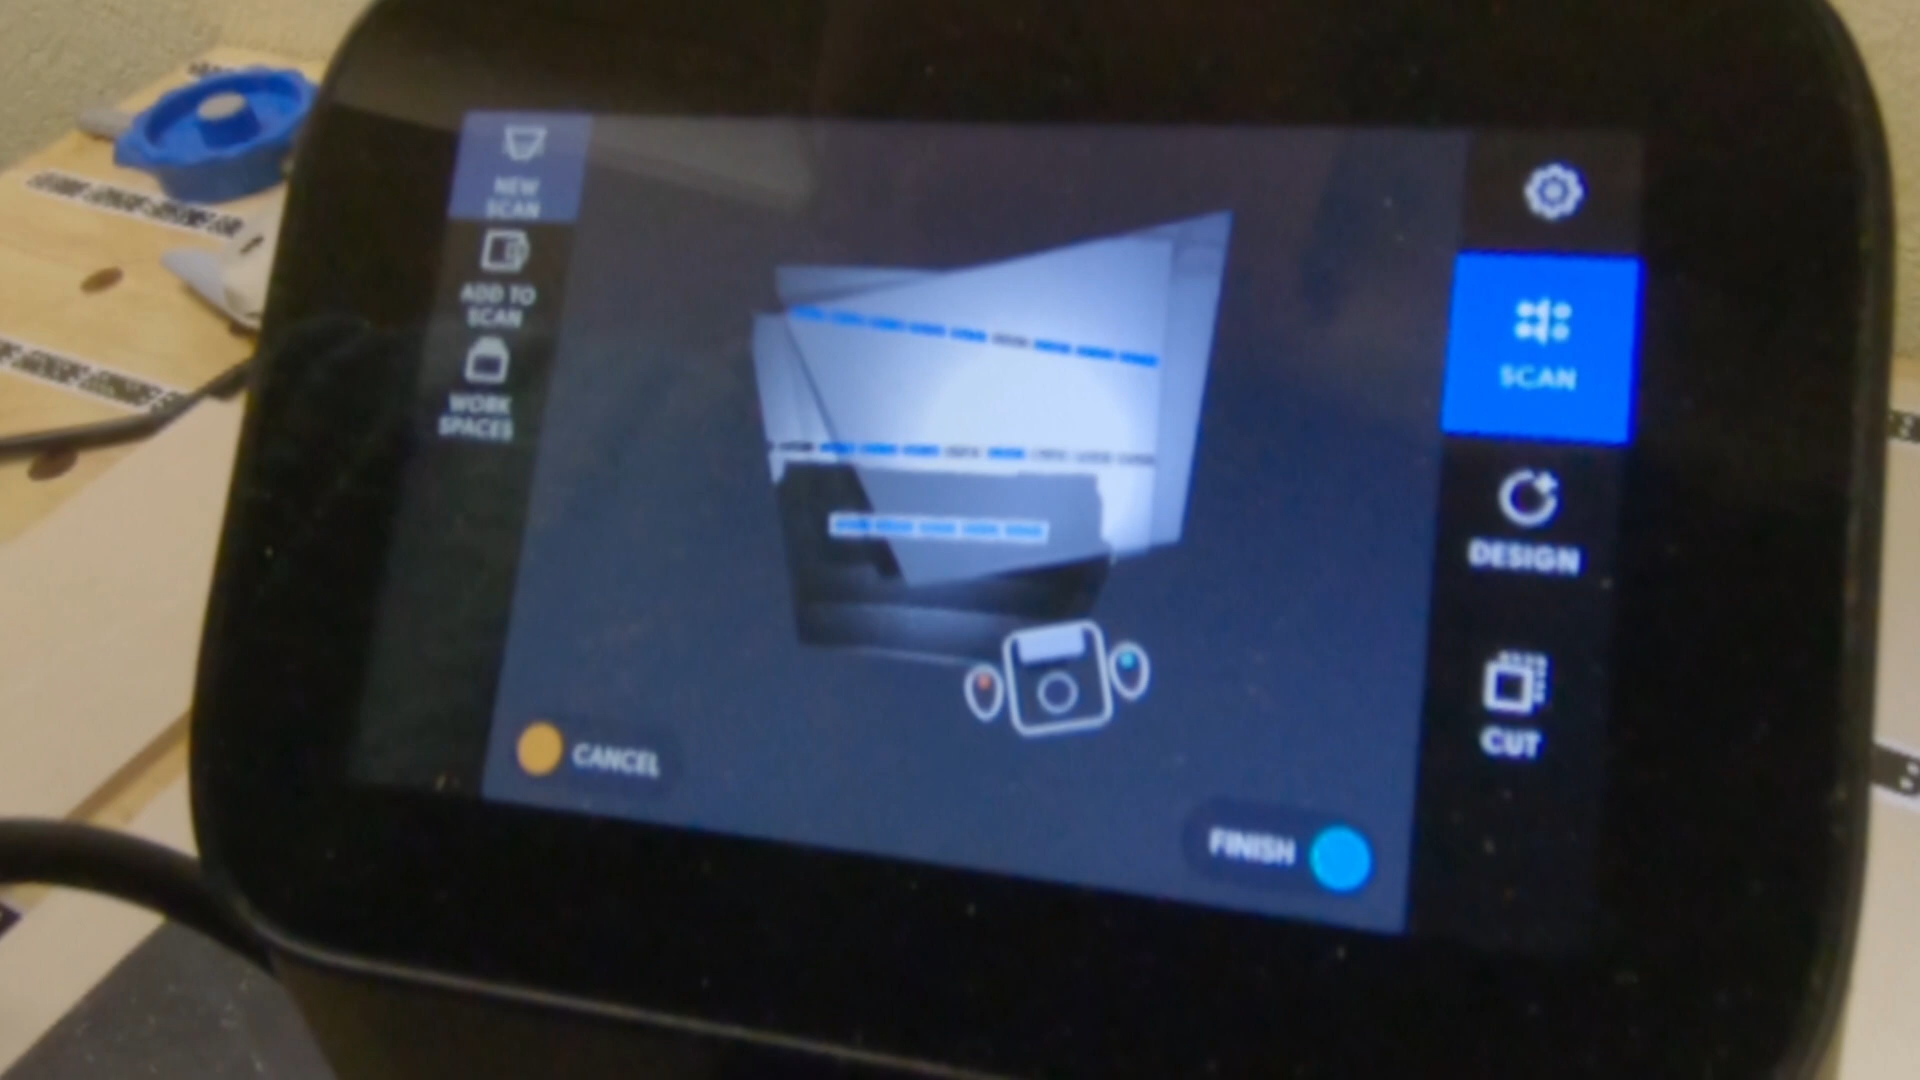 NEW
SCAN
ADD TO
SCAN
WORK
SPACES
SCAN
DESIGN
CUT
CANCEL
FINISH